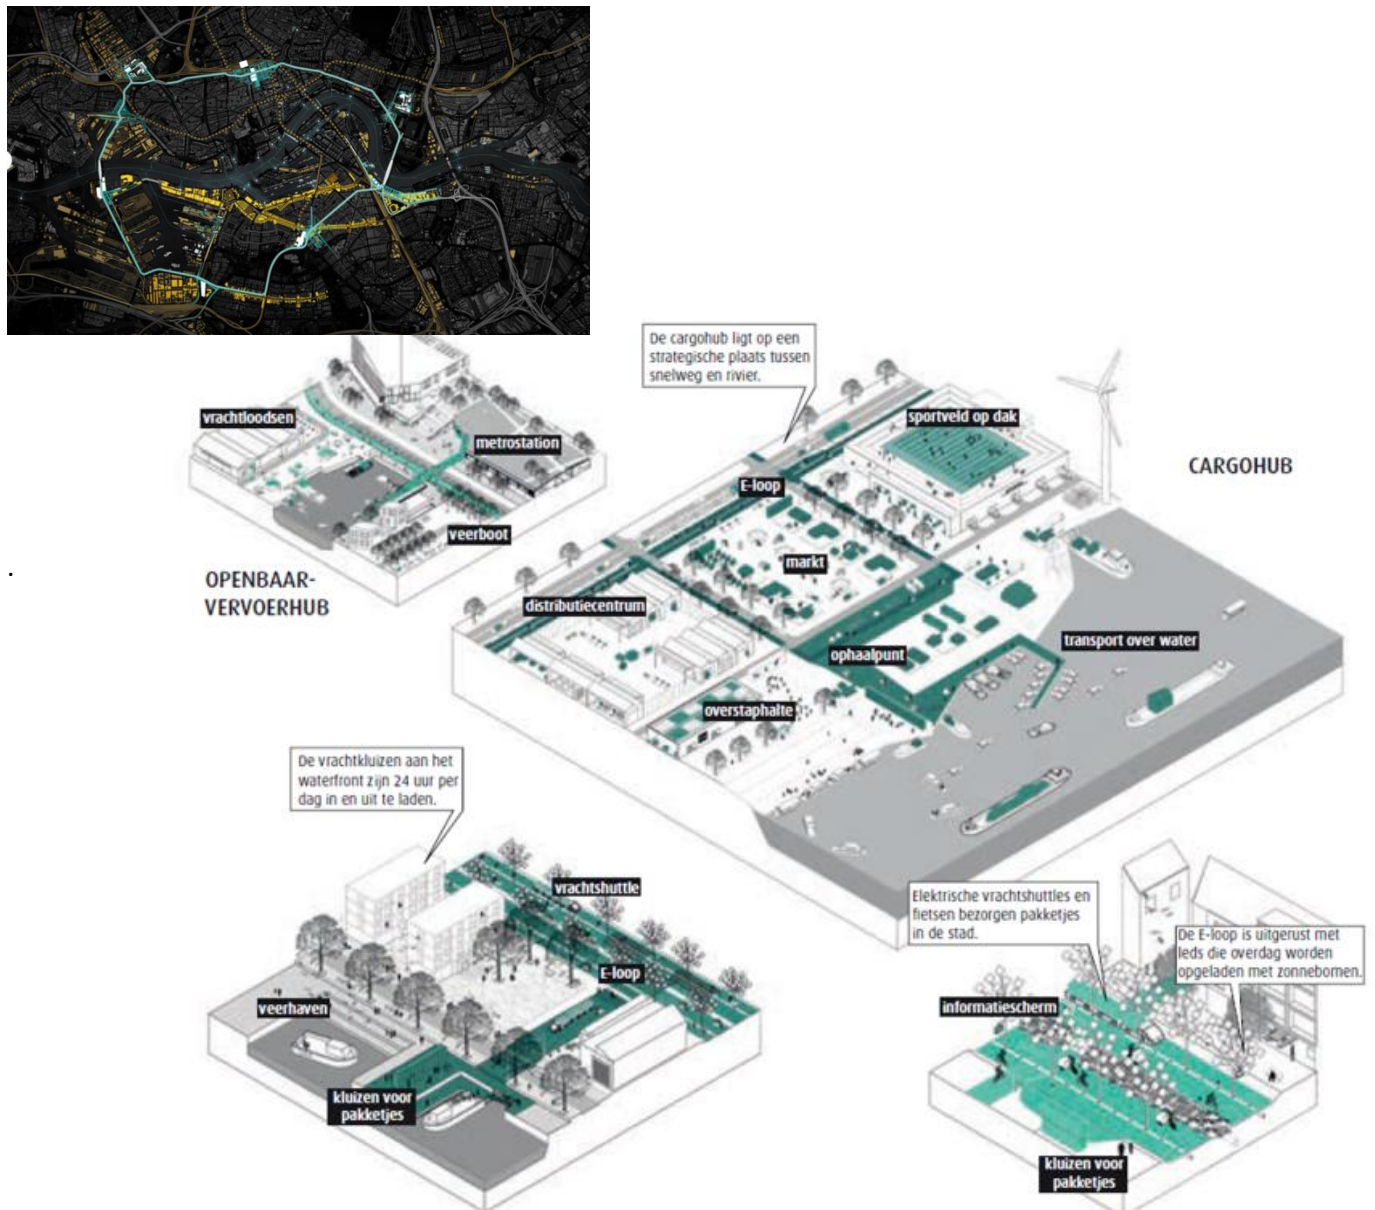 De cargohub ligt op een
strategische plaats tussen
snelweg en rivier.
vrachtloodsen
metrostation
veerboot
OPENBAAR-
VERVOERHUB
sportveld op dak
CARGOHUB
E-loop
markt
distributiecentrum
ophaalpunt
transport over water
overstaphalte
De vrachtkluizen aan het
waterfront zijn 24 uur per
dag in en uit te laden.
vrachtshuttle
E-loop
veerhaven
kluizen voor
pakketjes
Elektrische vrachtshuttles en
fietsen bezorgen pakketjes
in de stad.
De E-loop is uitgerust met
leds die overdag worden
opgeladen met zonnebomen.
informatiescherm
kluizen voor
pakketjes